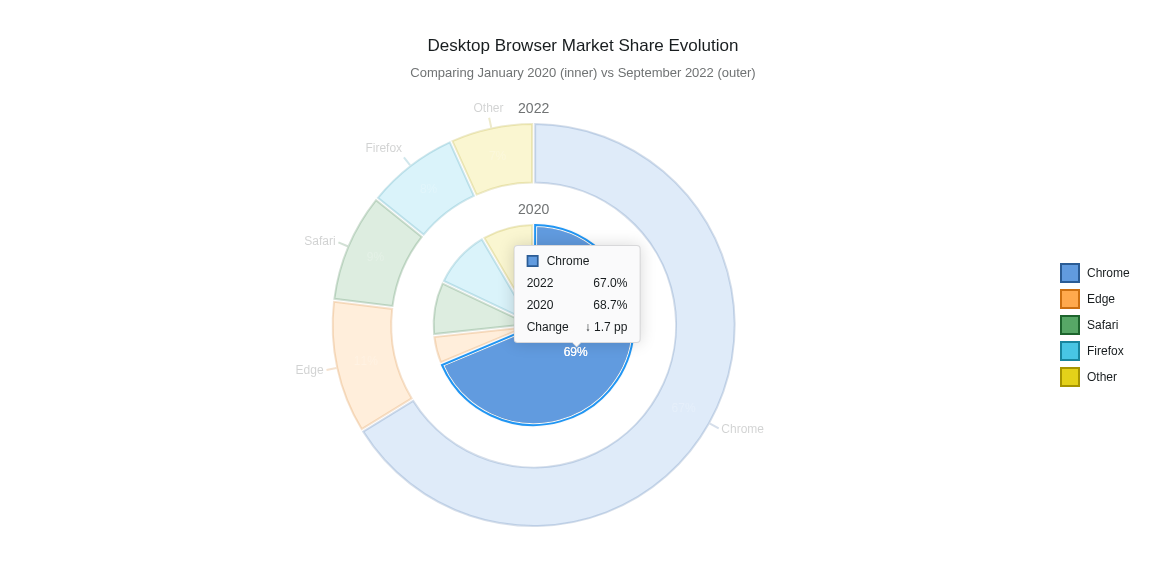 Desktop Browser Market Share Evolution
Comparing January 2020 (inner) vs September 2022 (outer)
Other
2022
Firefox
2020
Safari
Chrome
2022 67.0%
2020 68.7%
Change ↓ 1.7 pp
69%
Edge
Chrome
Chrome
Edge
Safari
Firefox
Other